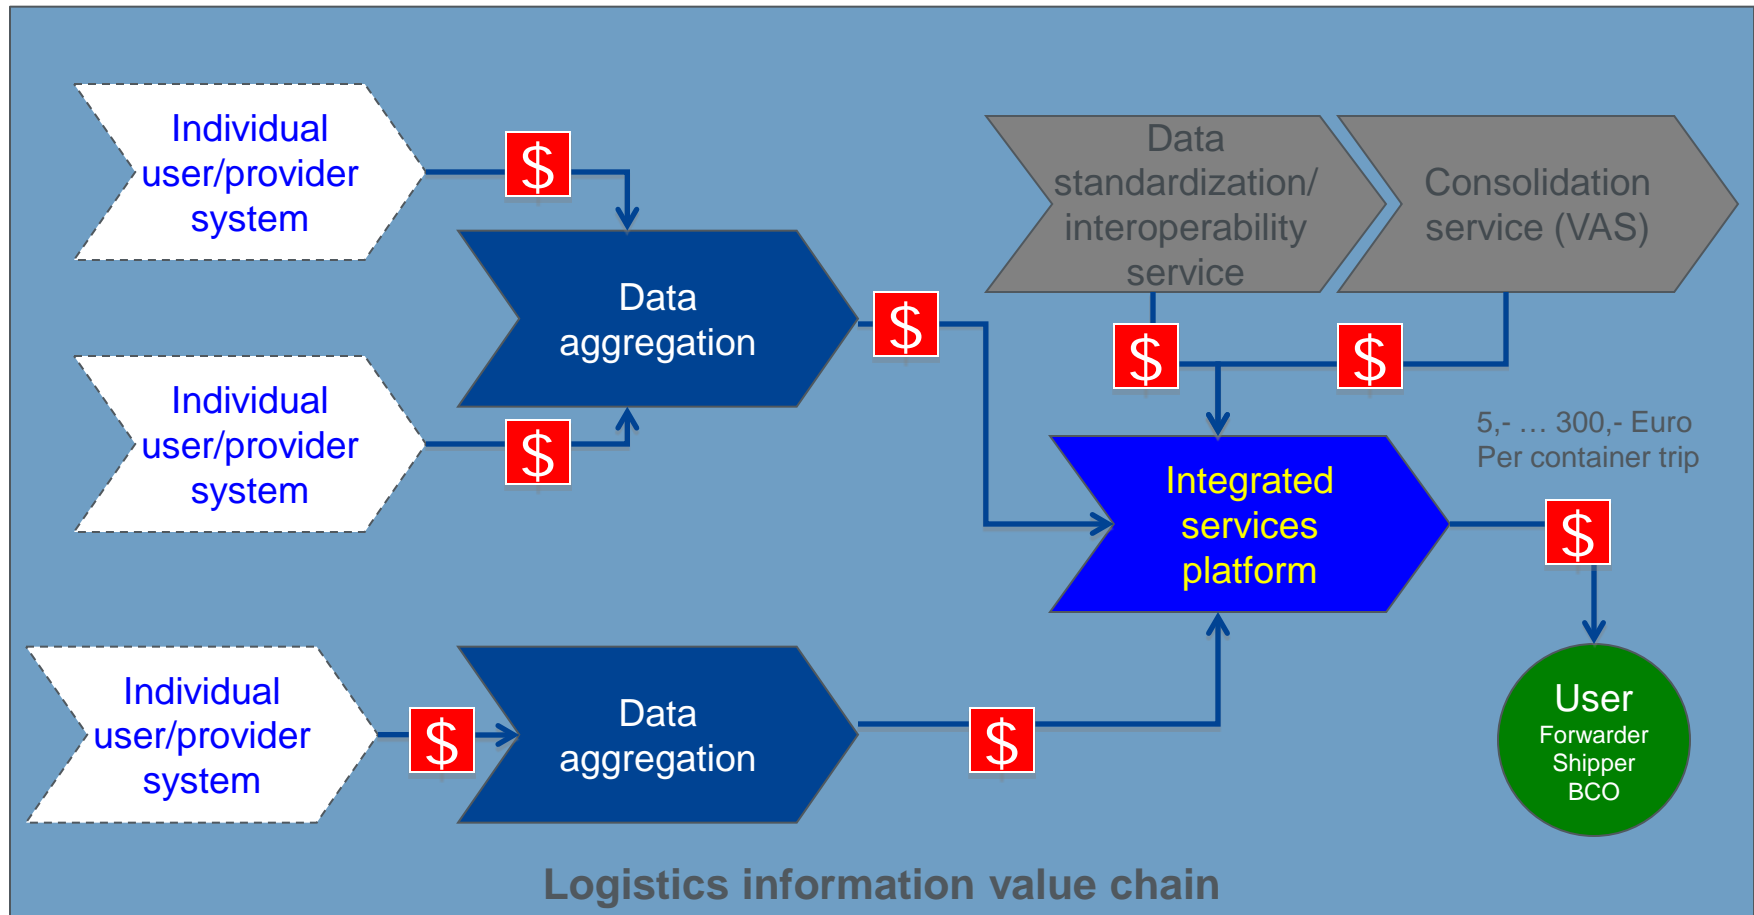 Individual
user/provider
system
$
Data
aggregation
$
Individual
user/provider
system
$
Data
standardization/
interoperability
service
Consolidation
service (VAS)
$
$
5,- … 300,- Euro
Per container trip
Integrated
services
platform
$
Individual
user/provider
system
$
Data
aggregation
$
User
Forwarder
Shipper
BCO
Logistics information value chain